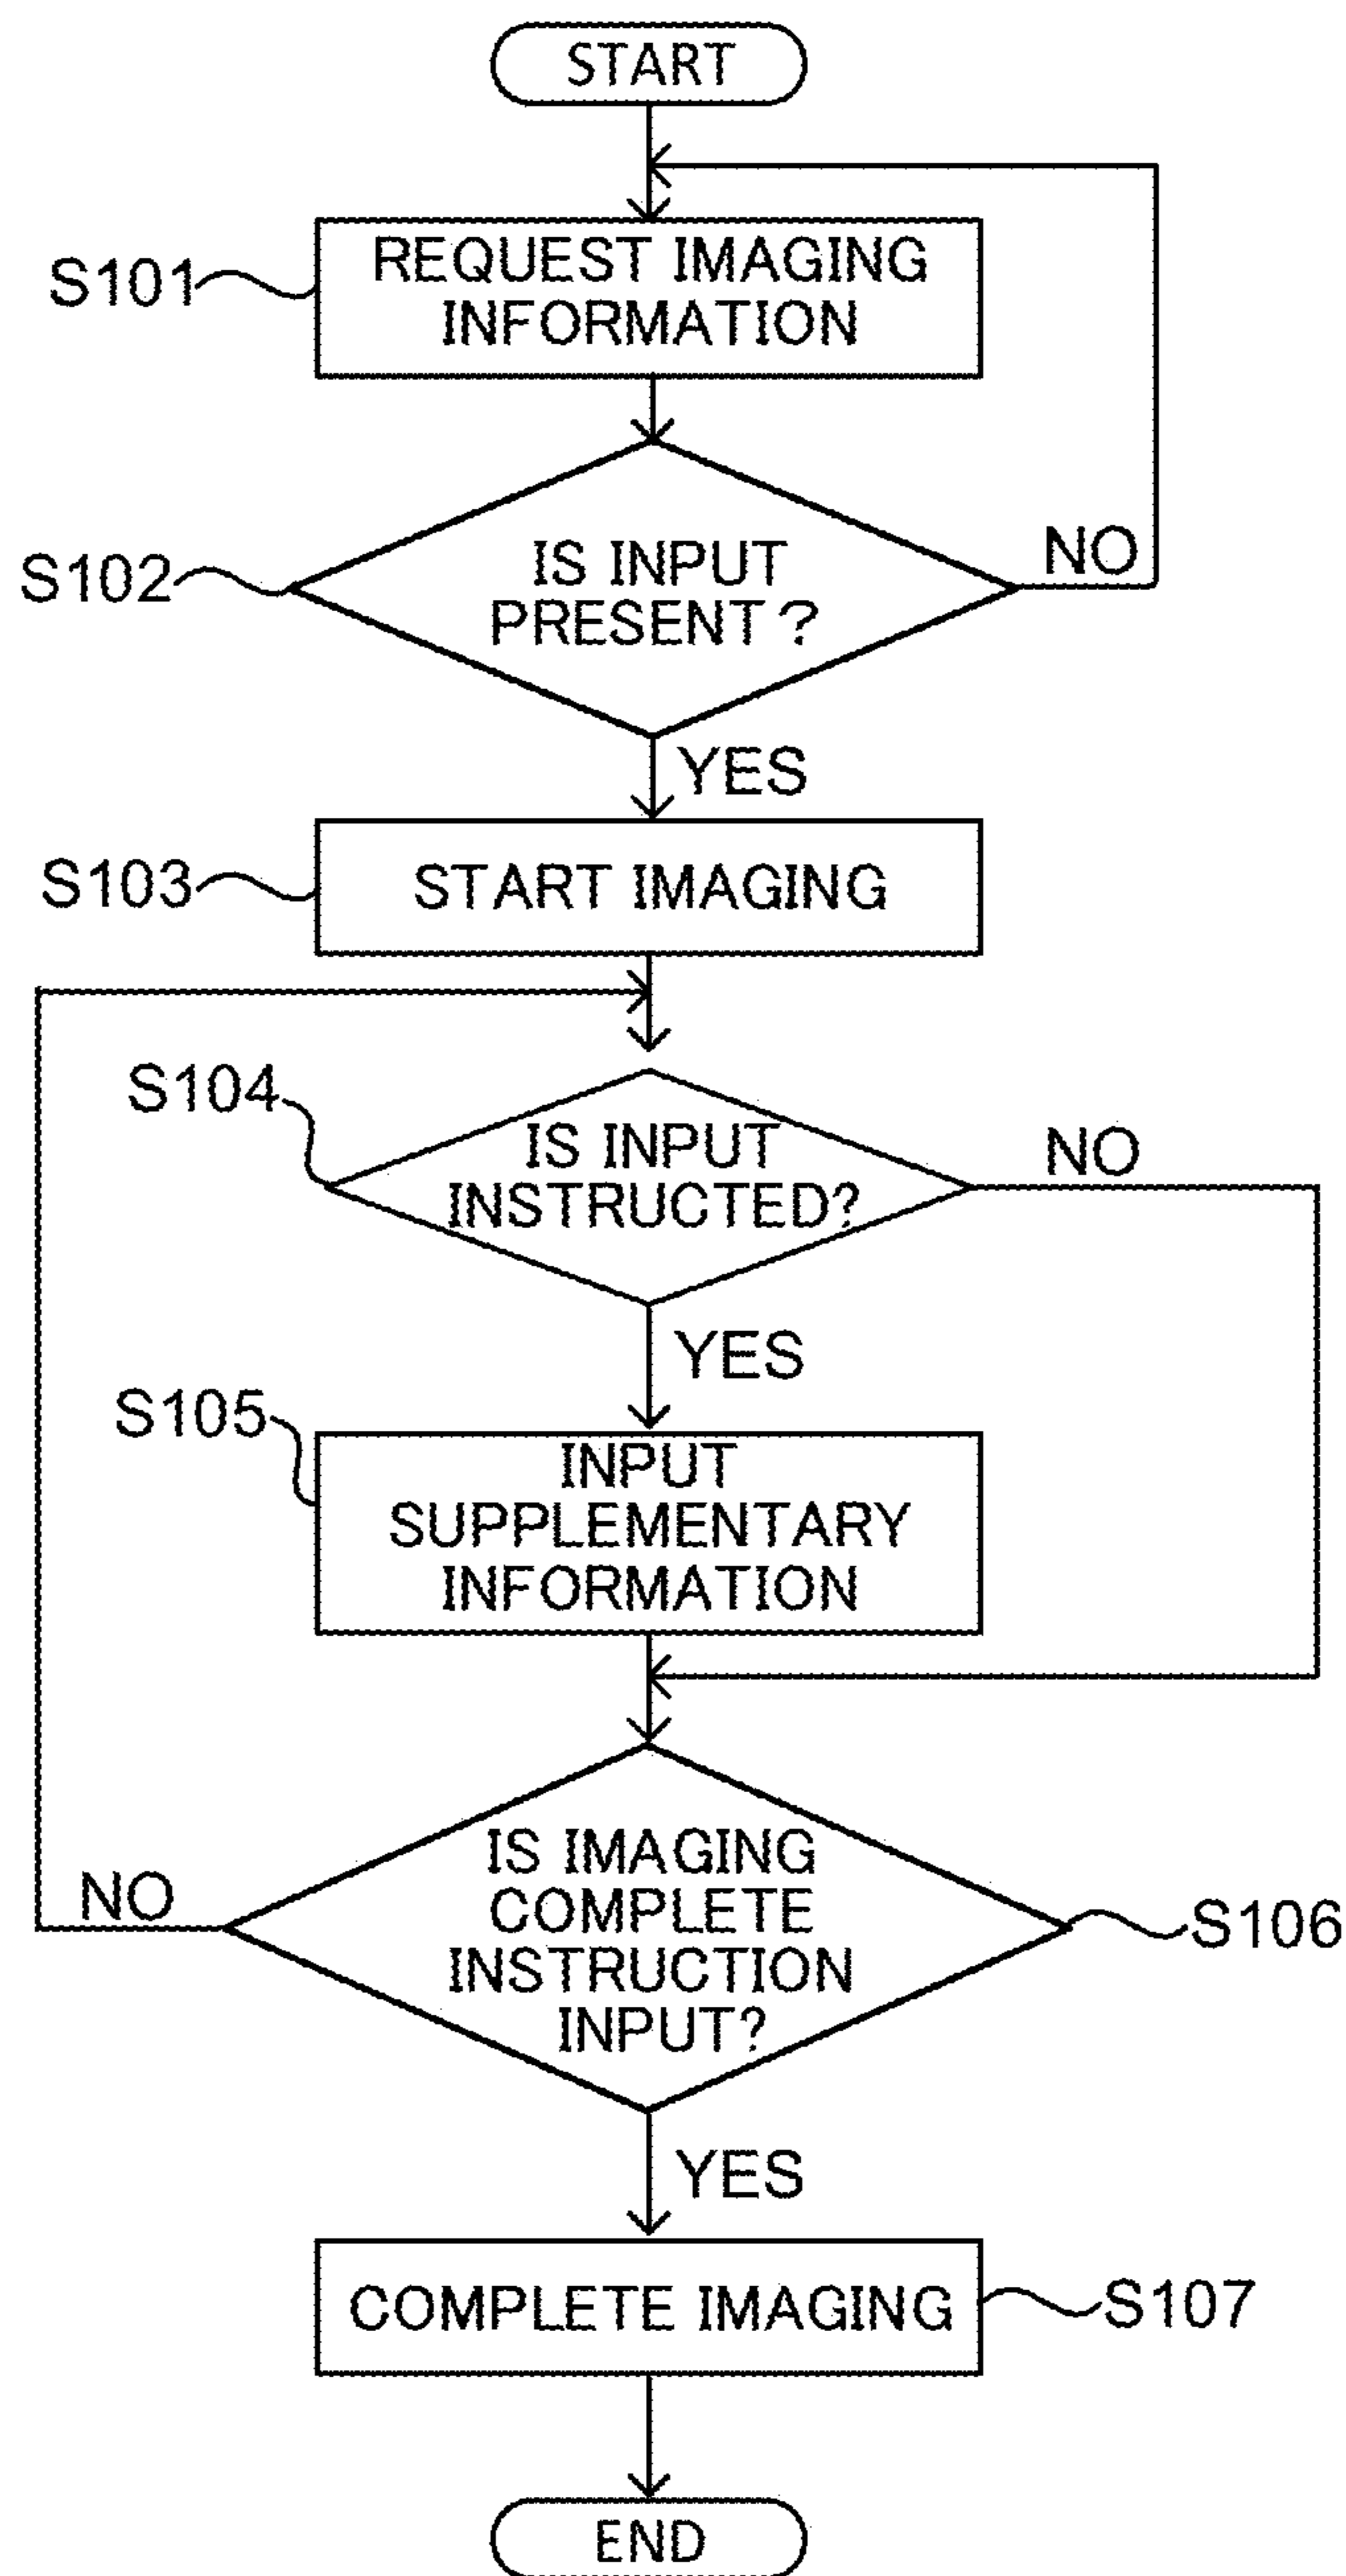 START
S101
REQUEST IMAGING
INFORMATION
S102
IS INPUT
PRESENT?
NO
YES
S103
START IMAGING
S104
IS INPUT
INSTRUCTED?
NO
YES
S105
INPUT
SUPPLEMENTARY
INFORMATION
IS IMAGING
COMPLETE
INSTRUCTION
INPUT?
NO
S106
YES
COMPLETE IMAGING
S107
END